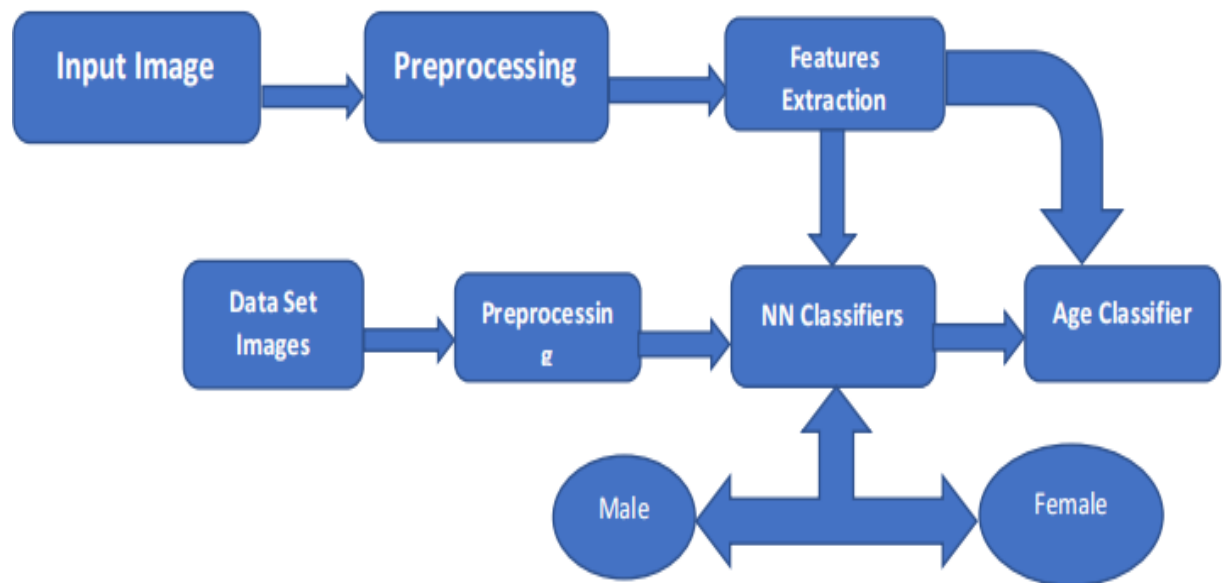 Input Image
Preprocessing
Features
Extraction
Data Set
Images
Preprocessin
g
NN Classifiers
Age Classifier
Male
Female